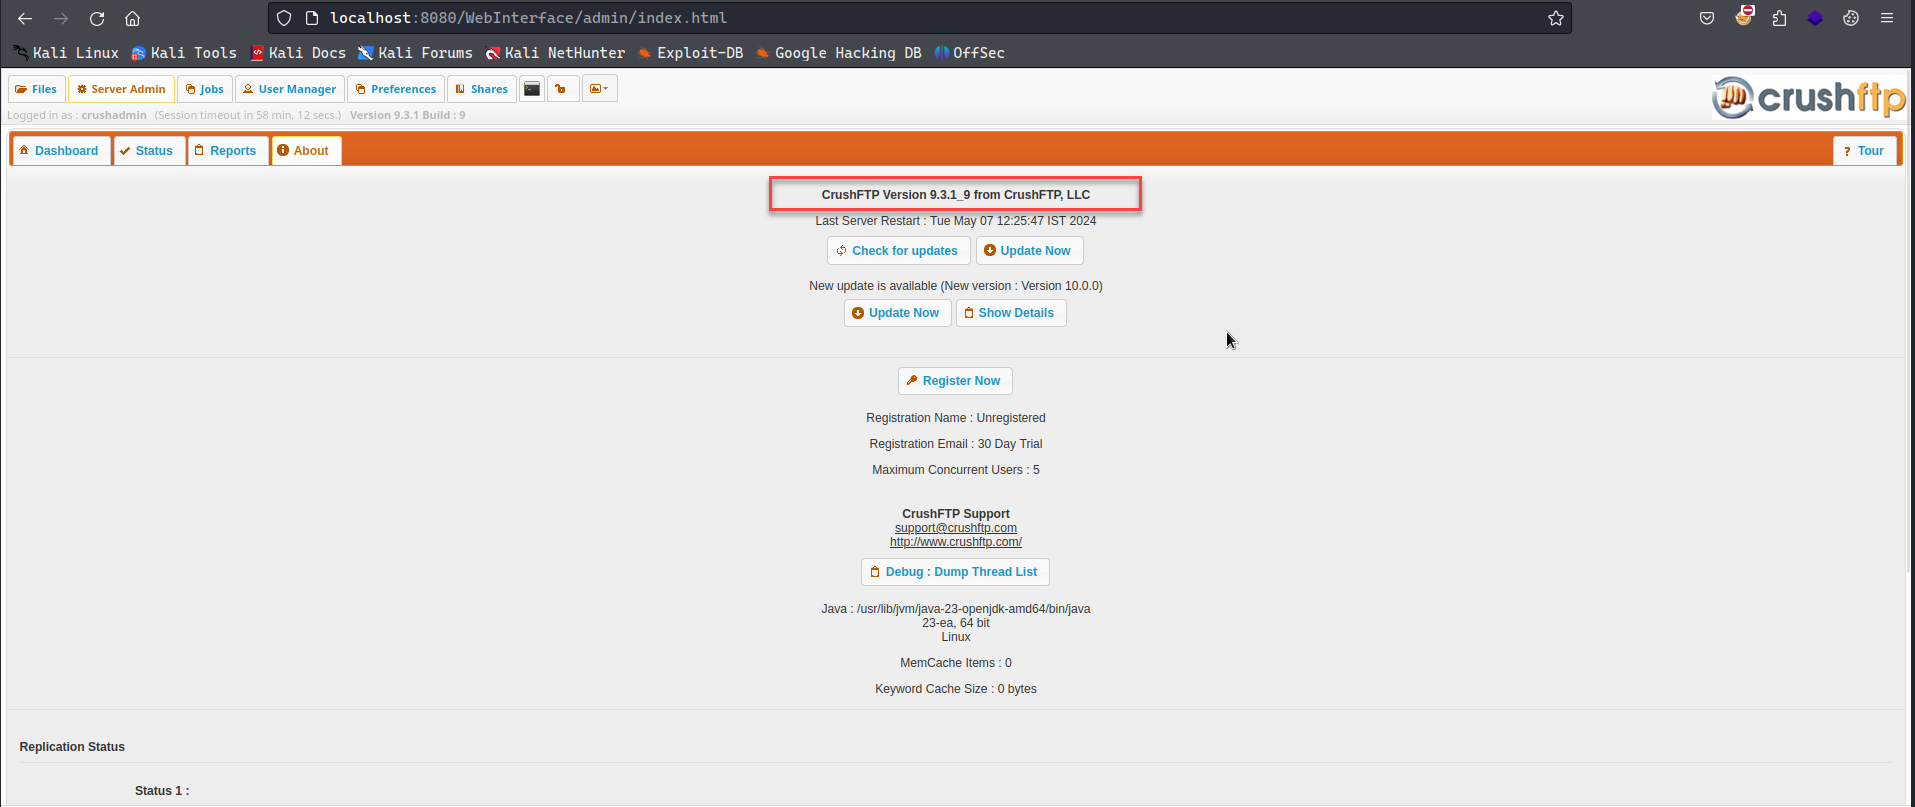 localhost:8080/WebInterface/admin/index.html
Kali Linux Kali Tools Kali Docs Kali Forums Kali NetHunter Exploit-DB Google Hacking DB OffSec
Files Server Admin Jobs User Manager Preferences Shares
crushftp
Logged in as : crushadmin (Session timeout in 58 min, 12 secs.) Version 9.3.1 Build : 9
Dashboard Status Reports About ? Tour
CrushFTP Version 9.3.1_9 from CrushFTP, LLC
Last Server Restart : Tue May 07 12:25:47 IST 2024
Check for updates Update Now
New update is available (New version : Version 10.0.0)
Update Now Show Details
Register Now
Registration Name : Unregistered
Registration Email : 30 Day Trial
Maximum Concurrent Users : 5
CrushFTP Support
support@crushftp.com
http://www.crushftp.com/
Debug : Dump Thread List
Java : /usr/lib/jvm/java-23-openjdk-amd64/bin/java
23-ea, 64 bit
Linux
MemCache Items : 0
Keyword Cache Size : 0 bytes
Replication Status
Status 1 :